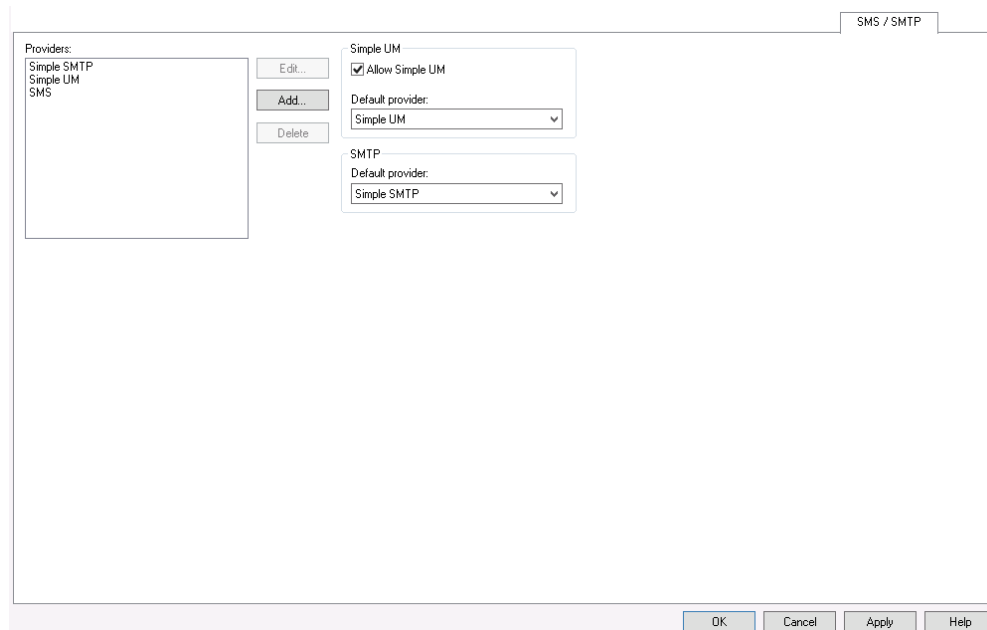 SMS / SMTP
Providers:
Simple SMTP
Simple UM
SMS
Edit...
Add...
Delete
Simple UM
Allow Simple UM
Default provider:
Simple UM
SMTP
Default provider:
Simple SMTP
OK
Cancel
Apply
Help